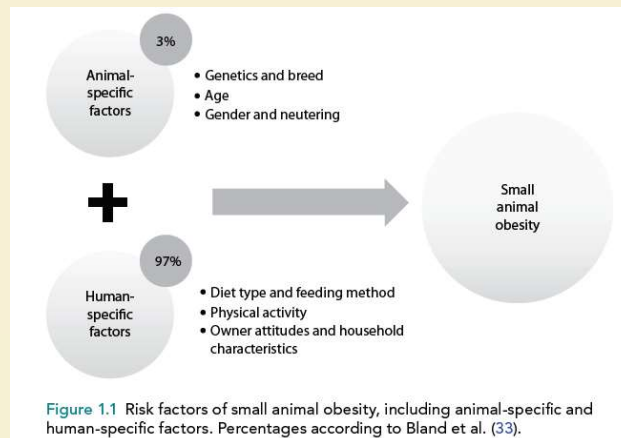 3%
Animal-
specific
factors
• Genetics and breed
• Age
• Gender and neutering
+
Small
animal
obesity
97%
Human-
specific
factors
• Diet type and feeding method
• Physical activity
• Owner attitudes and household
characteristics
Figure 1.1 Risk factors of small animal obesity, including animal-specific and
human-specific factors. Percentages according to Bland et al. (33).